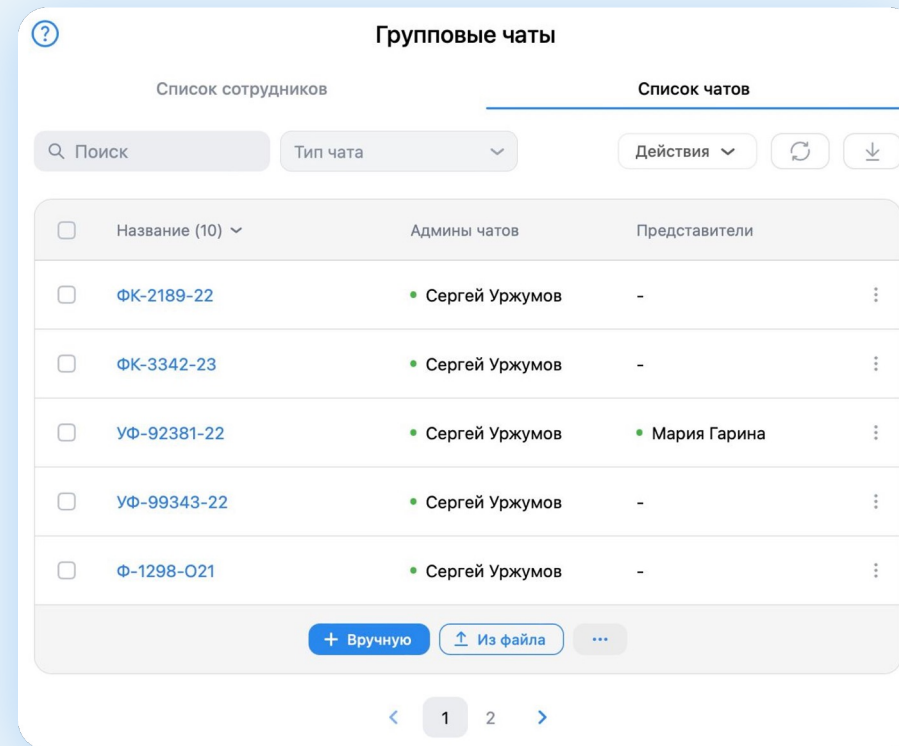 ?
Групповые чаты
Список сотрудников Список чатов
Поиск Тип чата Действия
Название (10) Админы чатов Представители
ФК-2189-22 Сергей Уржумов -
ФК-3342-23 Сергей Уржумов -
УФ-92381-22 Сергей Уржумов Мария Гарина
УФ-99343-22 Сергей Уржумов -
Ф-1298-О21 Сергей Уржумов -
+ Вручную Из файла ...
< 1 2 >